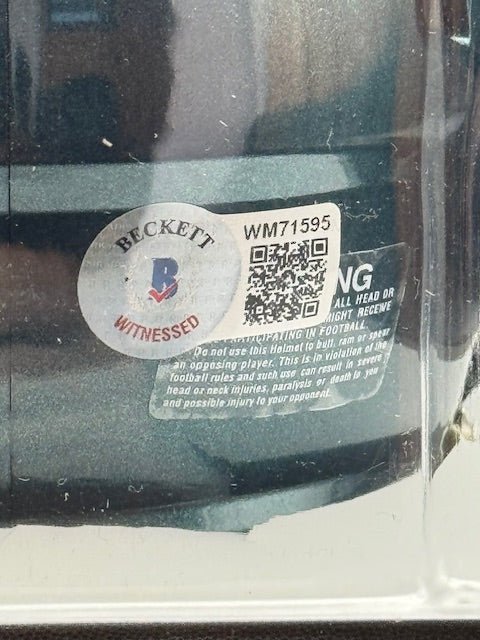 BECKETT
B
WITNESSED
WM71595
NG
ALL HEAD OR
IGHT RECEIVE
RTICIPATING IN FOOTBALL.
Do not use this Helmet to butt, ram or spear
an opposing player. This is in violation of the
football rules and such use can result in severe
head or neck injuries, paralysis or death to you
and possible injury to your opponent.